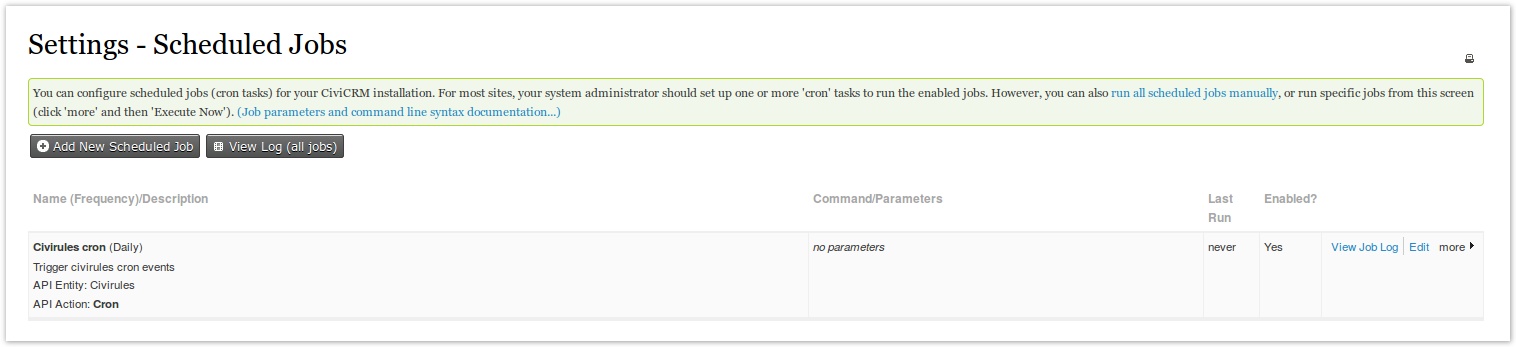 Settings - Scheduled Jobs
You can configure scheduled jobs (cron tasks) for your CiviCRM installation. For most sites, your system administrator should set up one or more 'cron' tasks to run the enabled jobs. However, you can also run all scheduled jobs manually, or run specific jobs from this screen
(click 'more' and then 'Execute Now'). (Job parameters and command line syntax documentation...)
Add New Scheduled Job View Log (all jobs)
Name (Frequency)/Description Command/Parameters Last Run Enabled?
Civirules cron (Daily) no parameters never Yes View Job Log Edit more
Trigger civirules cron events
API Entity: Civirules
API Action: Cron